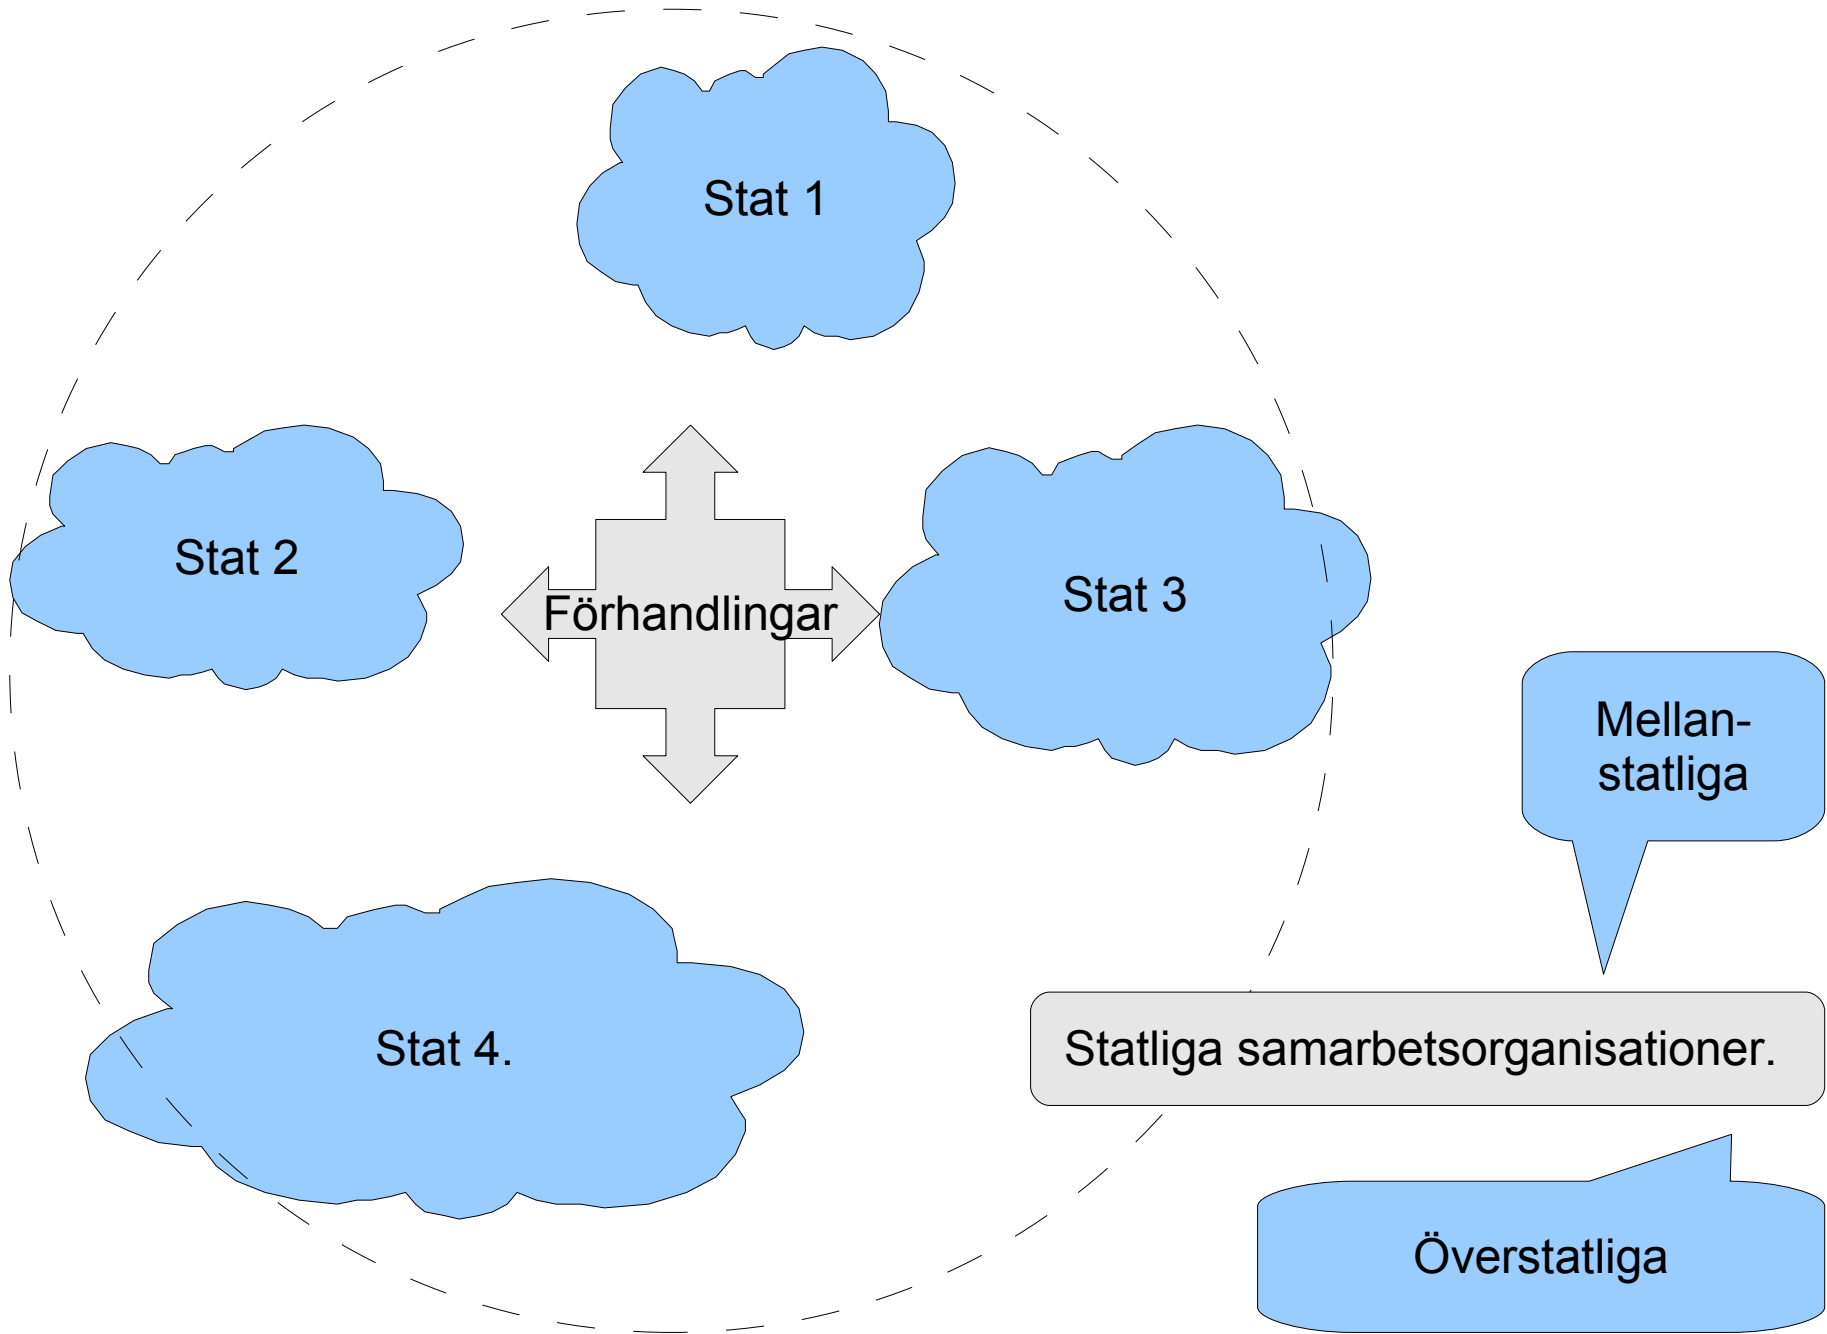 Stat 1
Stat 2
Förhandlingar
Stat 3
Mellan-
statliga
Stat 4.
Statliga samarbetsorganisationer.
Överstatliga